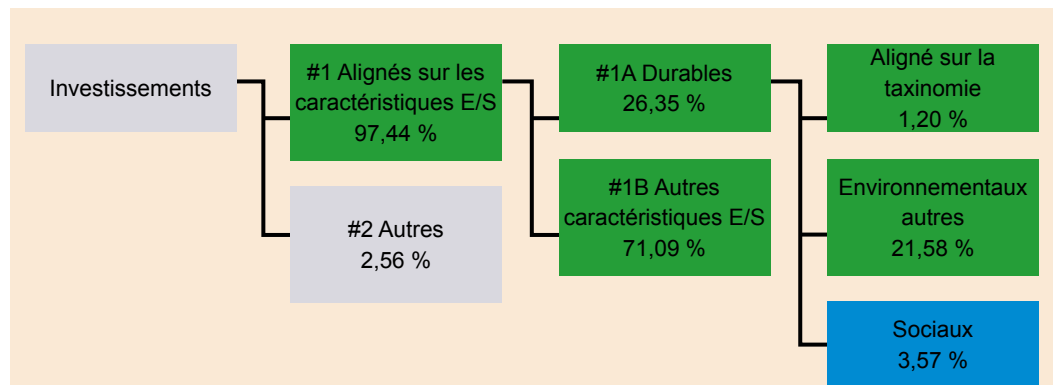 Investissements
#1 Alignés sur les
caractéristiques E/S
97,44 %
#2 Autres
2,56 %
#1A Durables
26,35 %
#1B Autres
caractéristiques E/S
71,09 %
Aligné sur la
taxinomie
1,20 %
Environnementaux
autres
21,58 %
Sociaux
3,57 %